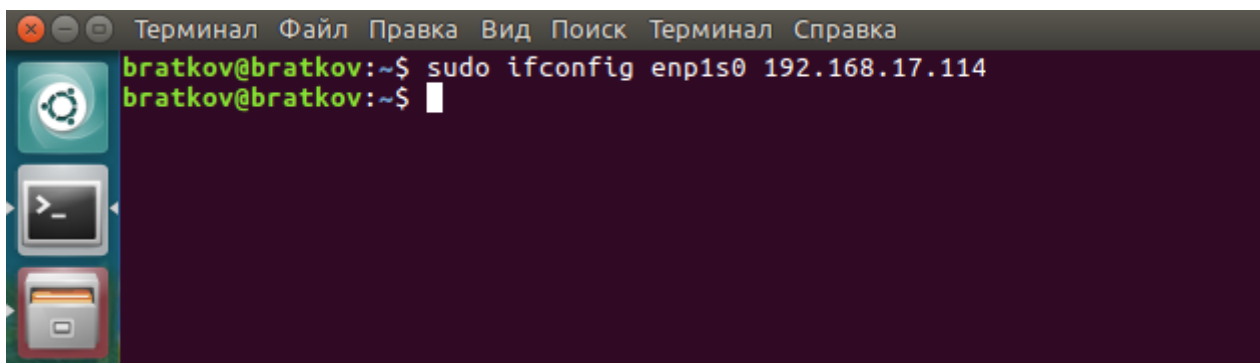 Терминал Файл Правка Вид Поиск Терминал Справка
bratkov@bratkov:~$ sudo ifconfig enp1s0 192.168.17.114
bratkov@bratkov:~$
>_